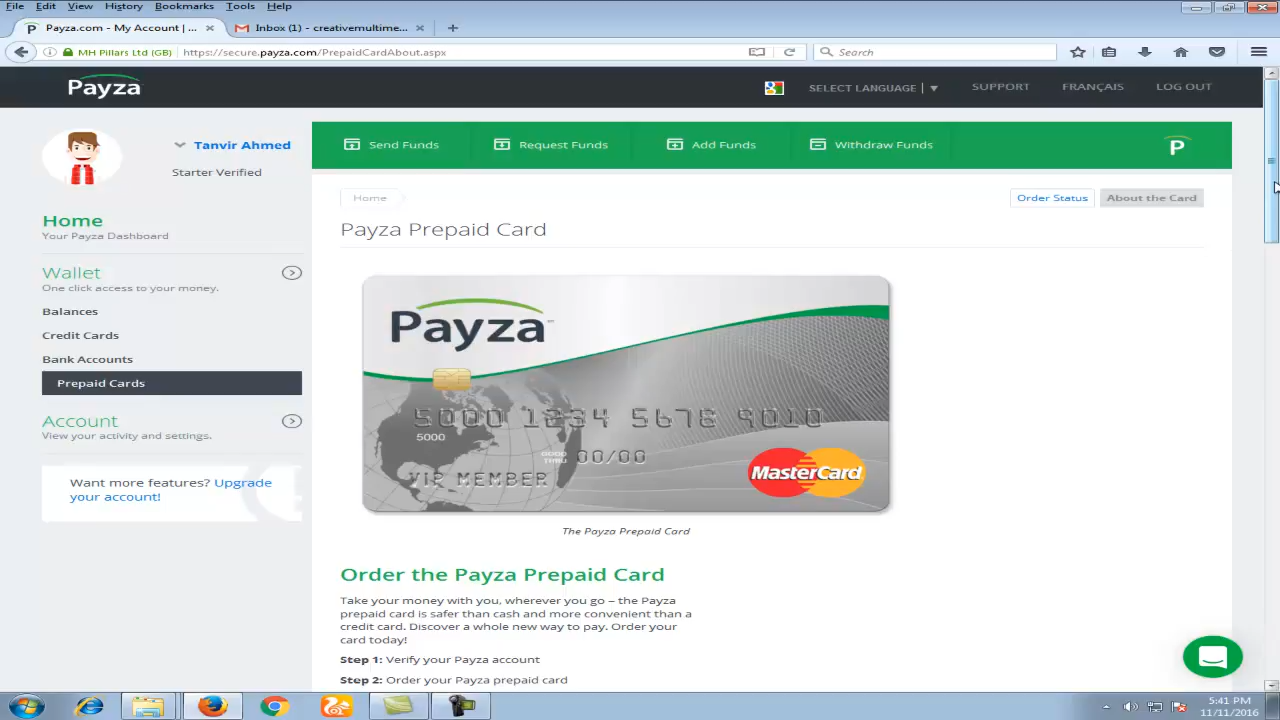 File Edit View History Bookmarks Tools Help
Payza.com - My Account | ... × Inbox (1) - creativemultime... × +
MH Pillars Ltd (GB) https://secure.payza.com/PrepaidCardAbout.aspx Search
Payza SELECT LANGUAGE | ▼ SUPPORT FRANÇAIS LOG OUT
Tanvir Ahmed
Starter Verified
Send Funds Request Funds Add Funds Withdraw Funds P
Home
Your Payza Dashboard
Wallet
One click access to your money.
Balances
Credit Cards
Bank Accounts
Prepaid Cards
Account
View your activity and settings.
Want more features? Upgrade
your account!
Home Order Status About the Card
Payza Prepaid Card
Payza™
5000 1234 5678 9010
5000
GOOD
THRU 00/00
VIP MEMBER
MasterCard
The Payza Prepaid Card
Order the Payza Prepaid Card
Take your money with you, wherever you go – the Payza
prepaid card is safer than cash and more convenient than a
credit card. Discover a whole new way to pay. Order your
card today!
Step 1: Verify your Payza account
Step 2: Order your Payza prepaid card
5:41 PM
11/11/2016